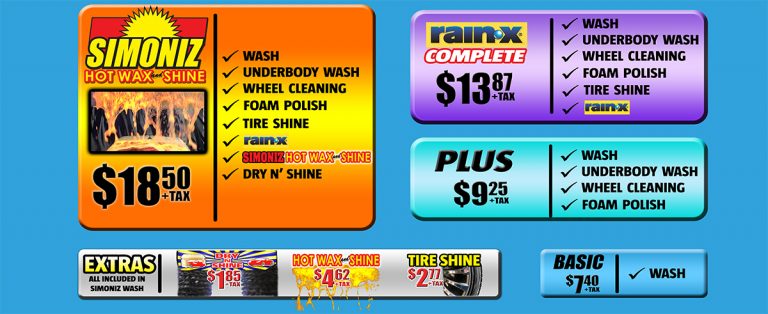 SIMONIZ
HOT WAX and SHINE
$18 50
+TAX
WASH
UNDERBODY WASH
WHEEL CLEANING
FOAM POLISH
TIRE SHINE
rain-x
SIMONIZ HOT WAX and SHINE
DRY N' SHINE
rain-x
COMPLETE
$13 87
+TAX
WASH
UNDERBODY WASH
WHEEL CLEANING
FOAM POLISH
TIRE SHINE
rain-x
PLUS
$9 25
+TAX
WASH
UNDERBODY WASH
WHEEL CLEANING
FOAM POLISH
EXTRAS
ALL INCLUDED IN
SIMONIZ WASH
DRY
N
SHINE
$1 85
+TAX
HOT WAX and SHINE
$4 62
+TAX
TIRE SHINE
$2 77
+TAX
BASIC
$7 40
+TAX
WASH